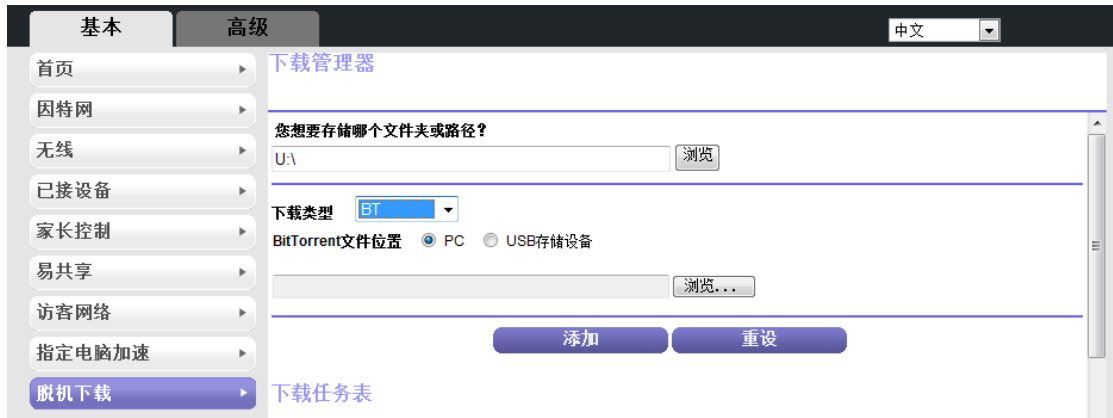 基本
高级
中文
首页
因特网
无线
已接设备
家长控制
易共享
访客网络
指定电脑加速
脱机下载
下载管理器
您想要存储哪个文件夹或路径?
U:\
浏览
下载类型 BT
BitTorrent文件位置 PC USB存储设备
浏览...
添加
重设
下载任务表